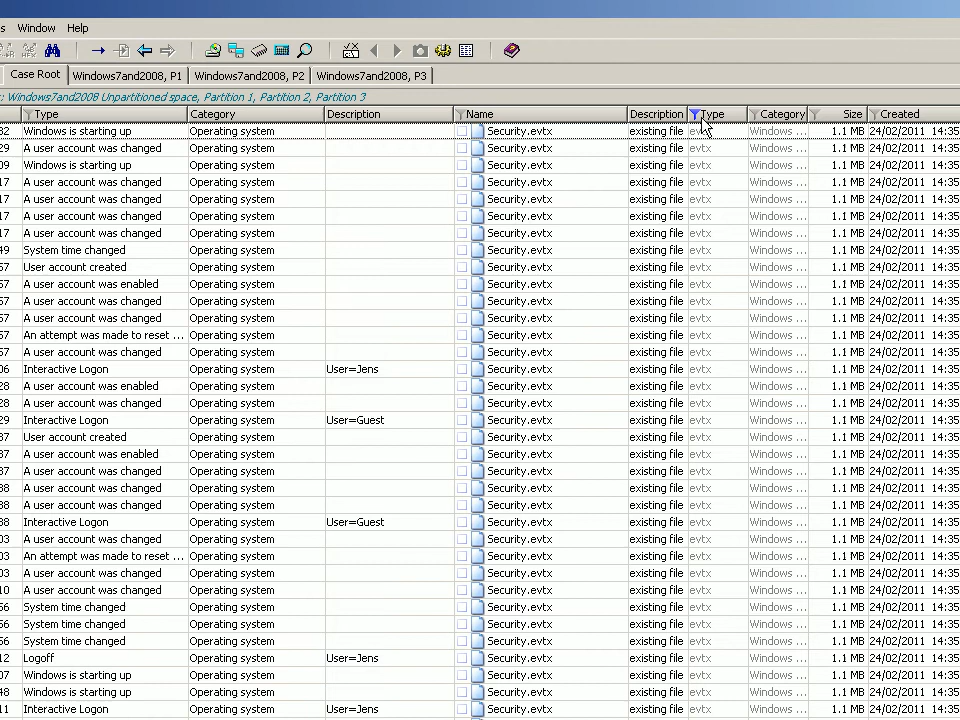 s Window Help
Case Root Windows7and2008, P1 Windows7and2008, P2 Windows7and2008, P3
: Windows7and2008 Unpartitioned space, Partition 1, Partition 2, Partition 3
Type Category Description Name Description Type Category Size Created
32 Windows is starting up Operating system Security.evtx existing file evtx Windows ... 1.1 MB 24/02/2011 14:35
29 A user account was changed Operating system Security.evtx existing file evtx Windows ... 1.1 MB 24/02/2011 14:35
09 Windows is starting up Operating system Security.evtx existing file evtx Windows ... 1.1 MB 24/02/2011 14:35
17 A user account was changed Operating system Security.evtx existing file evtx Windows ... 1.1 MB 24/02/2011 14:35
17 A user account was changed Operating system Security.evtx existing file evtx Windows ... 1.1 MB 24/02/2011 14:35
17 A user account was changed Operating system Security.evtx existing file evtx Windows ... 1.1 MB 24/02/2011 14:35
17 A user account was changed Operating system Security.evtx existing file evtx Windows ... 1.1 MB 24/02/2011 14:35
49 System time changed Operating system Security.evtx existing file evtx Windows ... 1.1 MB 24/02/2011 14:35
57 User account created Operating system Security.evtx existing file evtx Windows ... 1.1 MB 24/02/2011 14:35
57 A user account was enabled Operating system Security.evtx existing file evtx Windows ... 1.1 MB 24/02/2011 14:35
57 A user account was changed Operating system Security.evtx existing file evtx Windows ... 1.1 MB 24/02/2011 14:35
57 A user account was changed Operating system Security.evtx existing file evtx Windows ... 1.1 MB 24/02/2011 14:35
57 An attempt was made to reset ... Operating system Security.evtx existing file evtx Windows ... 1.1 MB 24/02/2011 14:35
57 A user account was changed Operating system Security.evtx existing file evtx Windows ... 1.1 MB 24/02/2011 14:35
06 Interactive Logon Operating system User=Jens Security.evtx existing file evtx Windows ... 1.1 MB 24/02/2011 14:35
28 A user account was enabled Operating system Security.evtx existing file evtx Windows ... 1.1 MB 24/02/2011 14:35
28 A user account was changed Operating system Security.evtx existing file evtx Windows ... 1.1 MB 24/02/2011 14:35
29 Interactive Logon Operating system User=Guest Security.evtx existing file evtx Windows ... 1.1 MB 24/02/2011 14:35
37 User account created Operating system Security.evtx existing file evtx Windows ... 1.1 MB 24/02/2011 14:35
37 A user account was enabled Operating system Security.evtx existing file evtx Windows ... 1.1 MB 24/02/2011 14:35
37 A user account was changed Operating system Security.evtx existing file evtx Windows ... 1.1 MB 24/02/2011 14:35
38 A user account was changed Operating system Security.evtx existing file evtx Windows ... 1.1 MB 24/02/2011 14:35
38 A user account was changed Operating system Security.evtx existing file evtx Windows ... 1.1 MB 24/02/2011 14:35
38 Interactive Logon Operating system User=Guest Security.evtx existing file evtx Windows ... 1.1 MB 24/02/2011 14:35
03 A user account was changed Operating system Security.evtx existing file evtx Windows ... 1.1 MB 24/02/2011 14:35
03 An attempt was made to reset ... Operating system Security.evtx existing file evtx Windows ... 1.1 MB 24/02/2011 14:35
03 A user account was changed Operating system Security.evtx existing file evtx Windows ... 1.1 MB 24/02/2011 14:35
10 A user account was changed Operating system Security.evtx existing file evtx Windows ... 1.1 MB 24/02/2011 14:35
56 System time changed Operating system Security.evtx existing file evtx Windows ... 1.1 MB 24/02/2011 14:35
56 System time changed Operating system Security.evtx existing file evtx Windows ... 1.1 MB 24/02/2011 14:35
56 System time changed Operating system Security.evtx existing file evtx Windows ... 1.1 MB 24/02/2011 14:35
12 Logoff Operating system User=Jens Security.evtx existing file evtx Windows ... 1.1 MB 24/02/2011 14:35
07 Windows is starting up Operating system Security.evtx existing file evtx Windows ... 1.1 MB 24/02/2011 14:35
48 Windows is starting up Operating system Security.evtx existing file evtx Windows ... 1.1 MB 24/02/2011 14:35
11 Interactive Logon Operating system User=Jens Security.evtx existing file evtx Windows ... 1.1 MB 24/02/2011 14:35